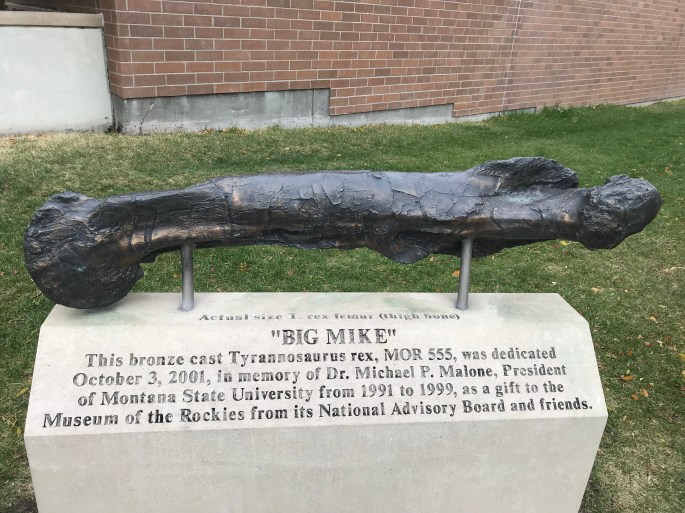 Actual size T. rex femur (thigh bone)
"BIG MIKE"
This bronze cast Tyrannosaurus rex, MOR 555, was dedicated
October 3, 2001, in memory of Dr. Michael P. Malone, President
of Montana State University from 1991 to 1999, as a gift to the
Museum of the Rockies from its National Advisory Board and friends.